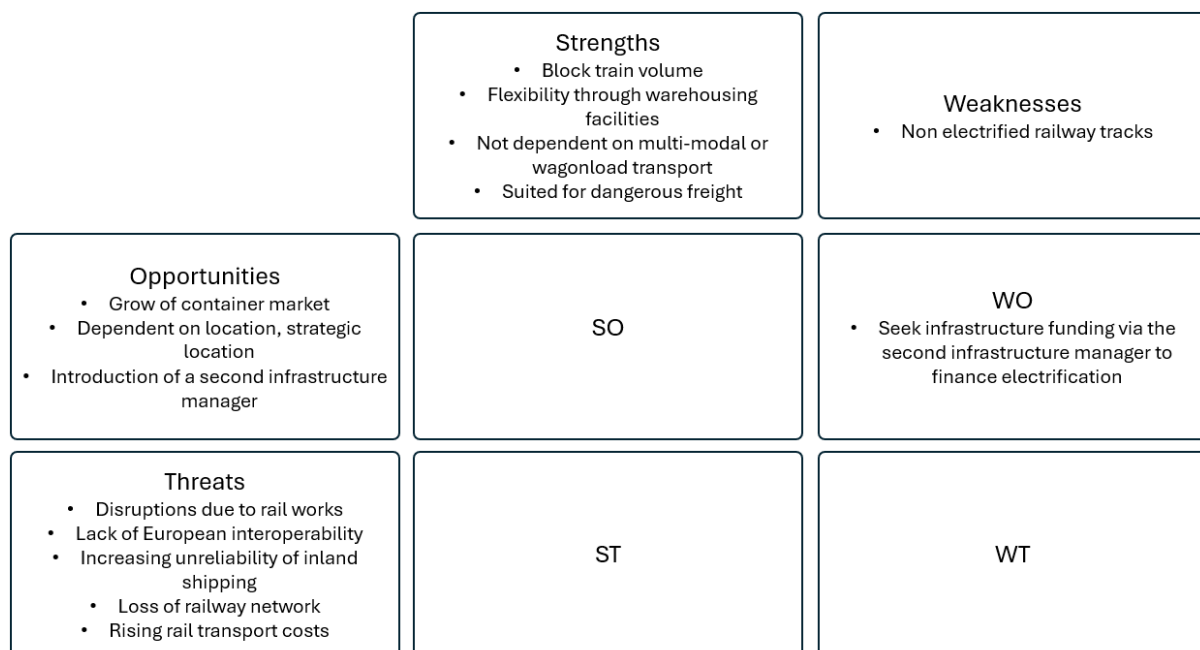 Strengths
• Block train volume
• Flexibility through warehousing
facilities
• Not dependent on multi-modal or
wagonload transport
• Suited for dangerous freight
Weaknesses
• Non electrified railway tracks
Opportunities
• Grow of container market
• Dependent on location, strategic
location
• Introduction of a second infrastructure
manager
SO
WO
• Seek infrastructure funding via the
second infrastructure manager to
finance electrification
Threats
• Disruptions due to rail works
• Lack of European interoperability
• Increasing unreliability of inland
shipping
• Loss of railway network
• Rising rail transport costs
ST
WT